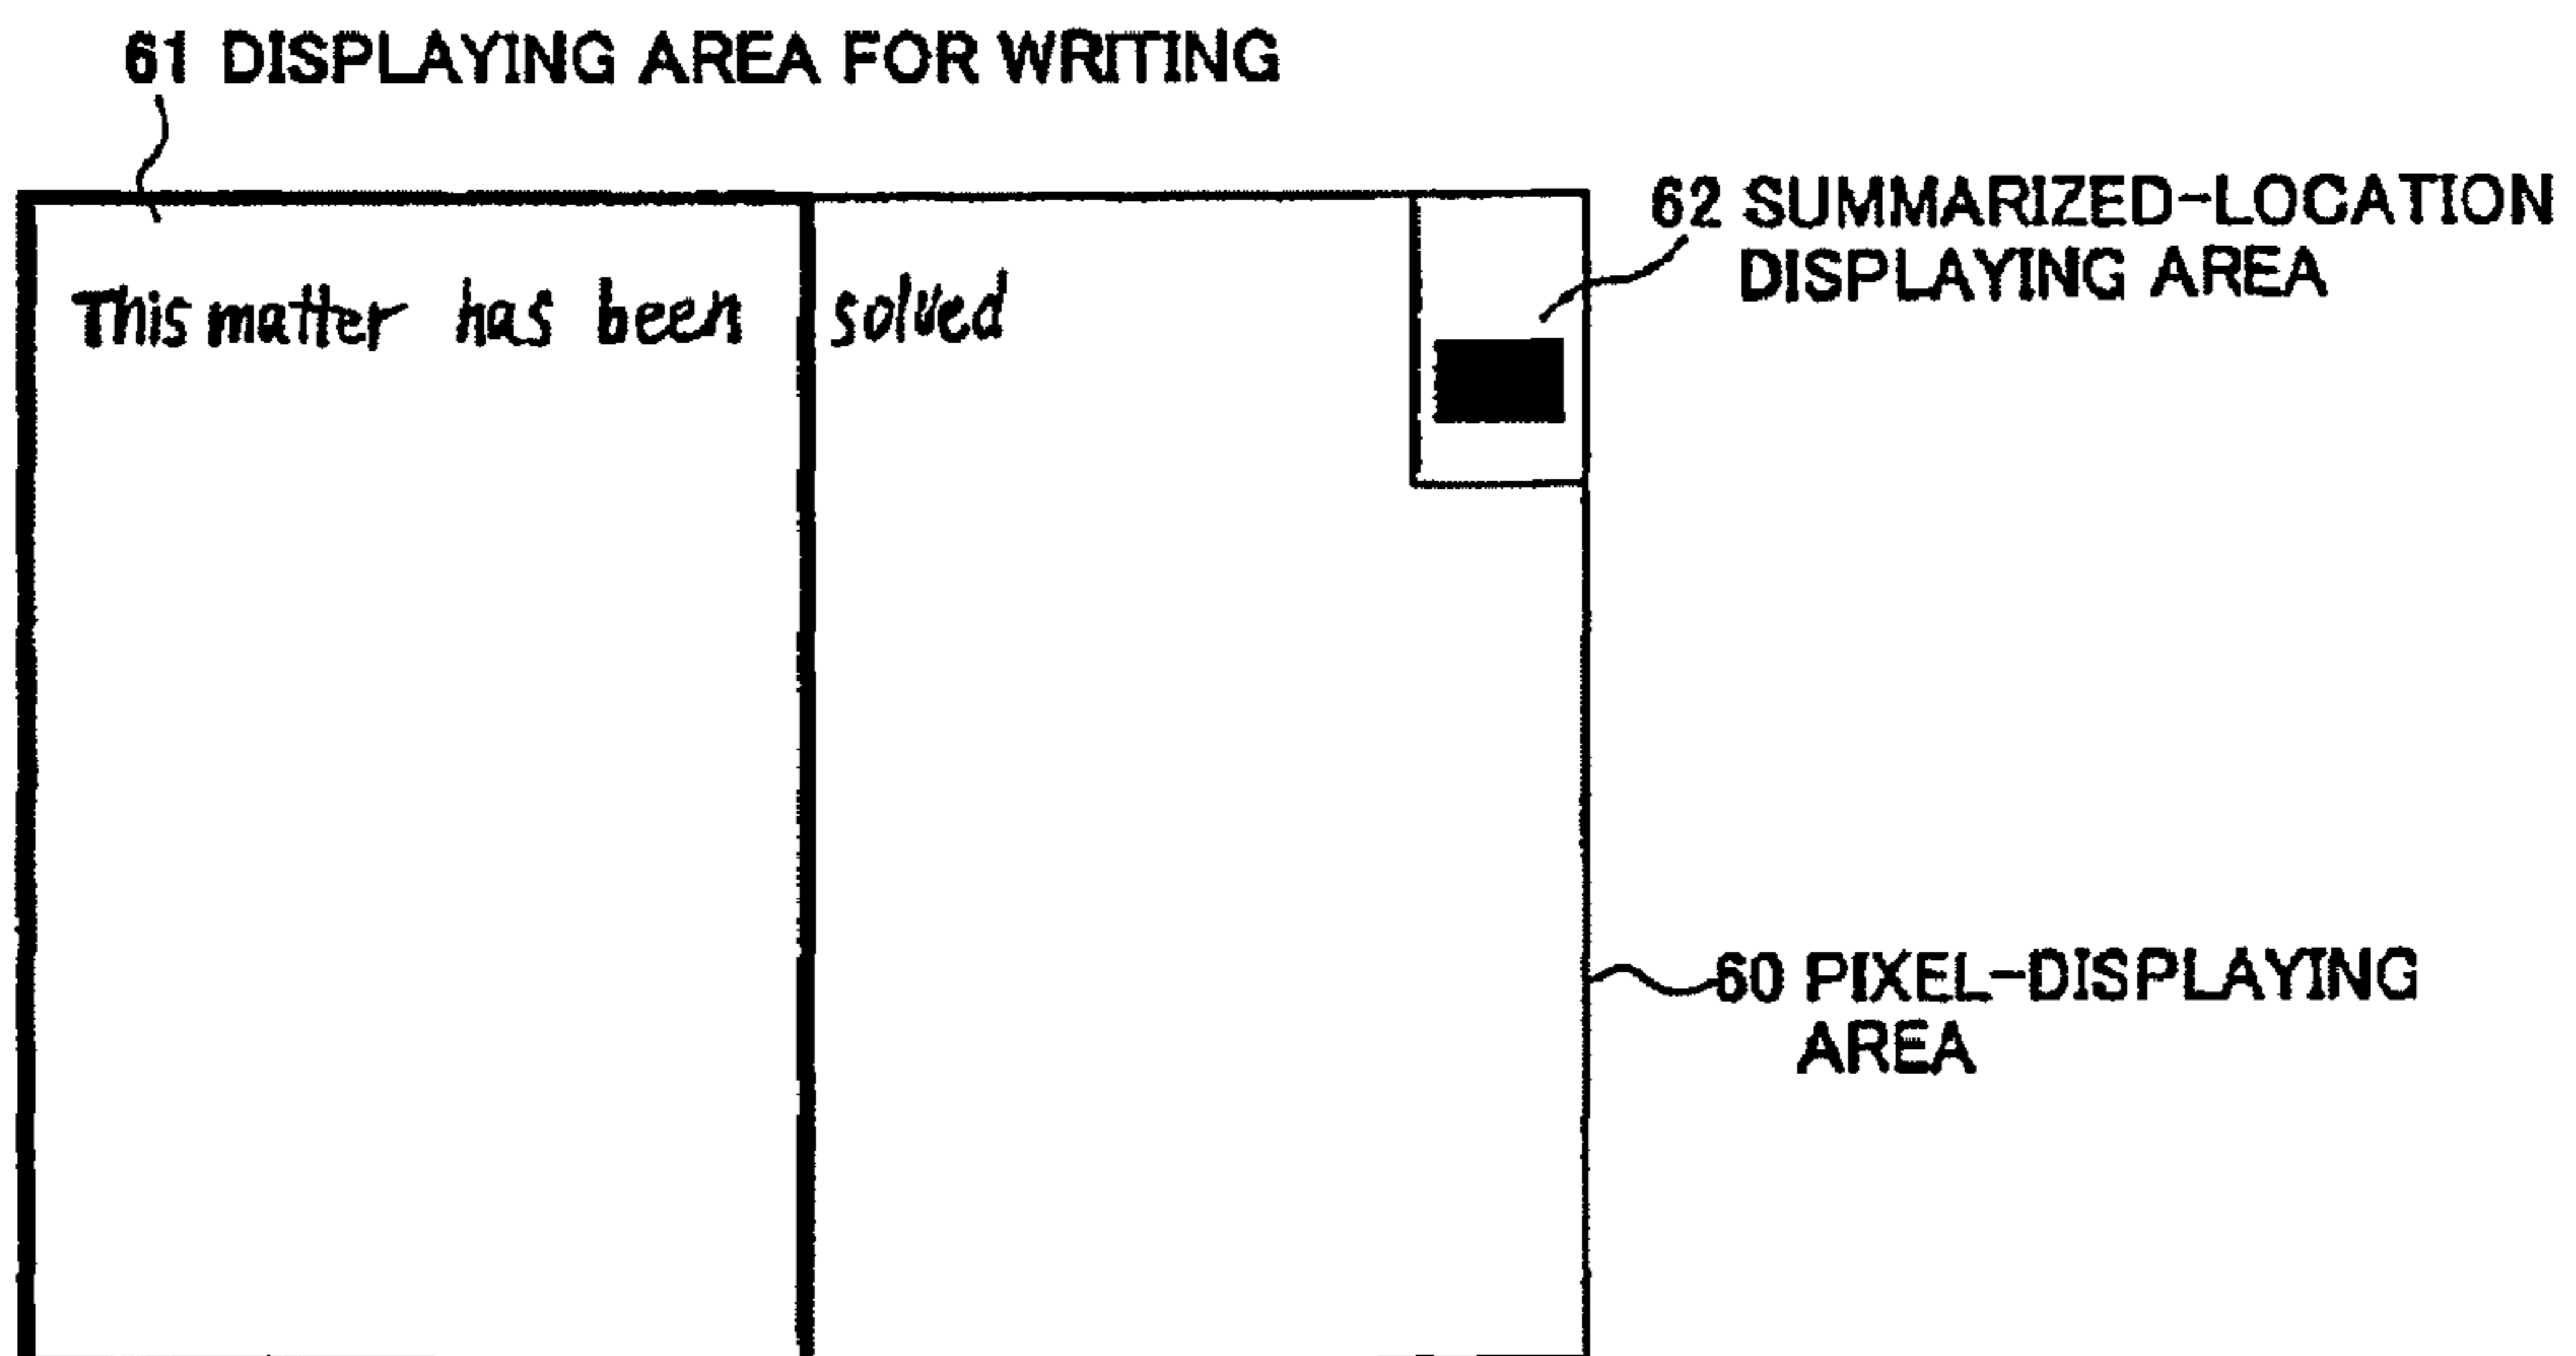 61 DISPLAYING AREA FOR WRITING
62 SUMMARIZED-LOCATION
DISPLAYING AREA
This matter has been solved
60 PIXEL-DISPLAYING
AREA